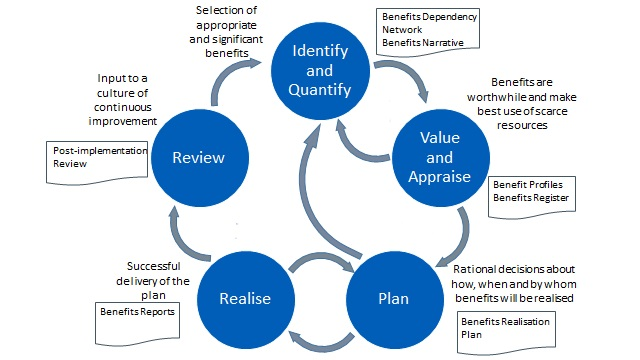 Selection of
appropriate
and significant
benefits
Identify
and
Quantify
Benefits Dependency
Network
Benefits Narrative
Benefits are
worthwhile and make
best use of scarce
resources
Value
and
Appraise
Benefit Profiles
Benefits Register
Rational decisions about
how, when and by whom
benefits will be realised
Plan
Benefits Realisation
Plan
Realise
Successful
delivery of the
plan
Benefits Reports
Review
Input to a
culture of
continuous
improvement
Post-implementation
Review